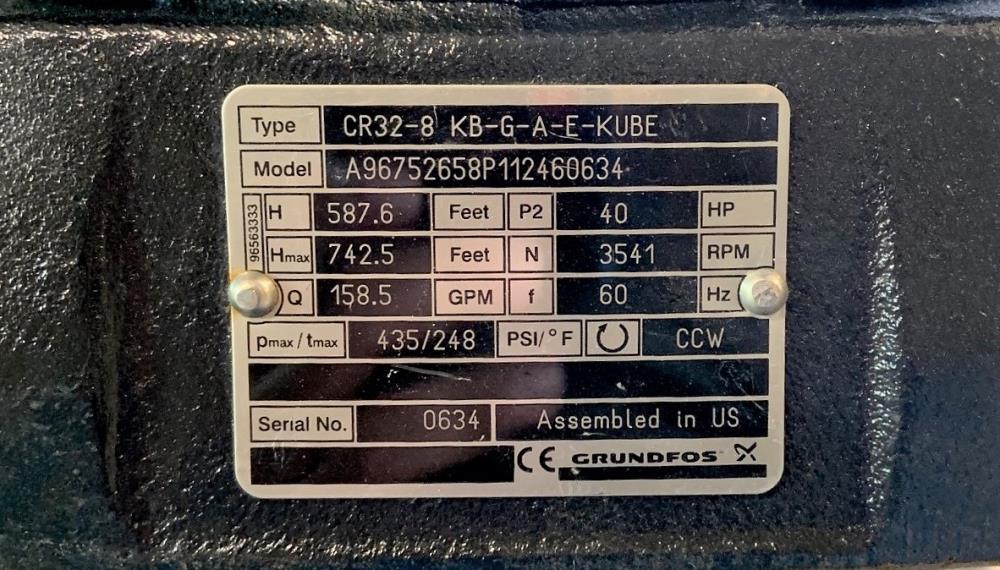 Type CR32-8 KB-G-A-E-KUBE
Model A96752658P112460634
96563333
H 587.6 Feet P2 40 HP
Hmax 742.5 Feet N 3541 RPM
Q 158.5 GPM f 60 Hz
pmax / tmax 435/248 PSI/°F CCW
Serial No. 0634 Assembled in US
CE GRUNDFOS